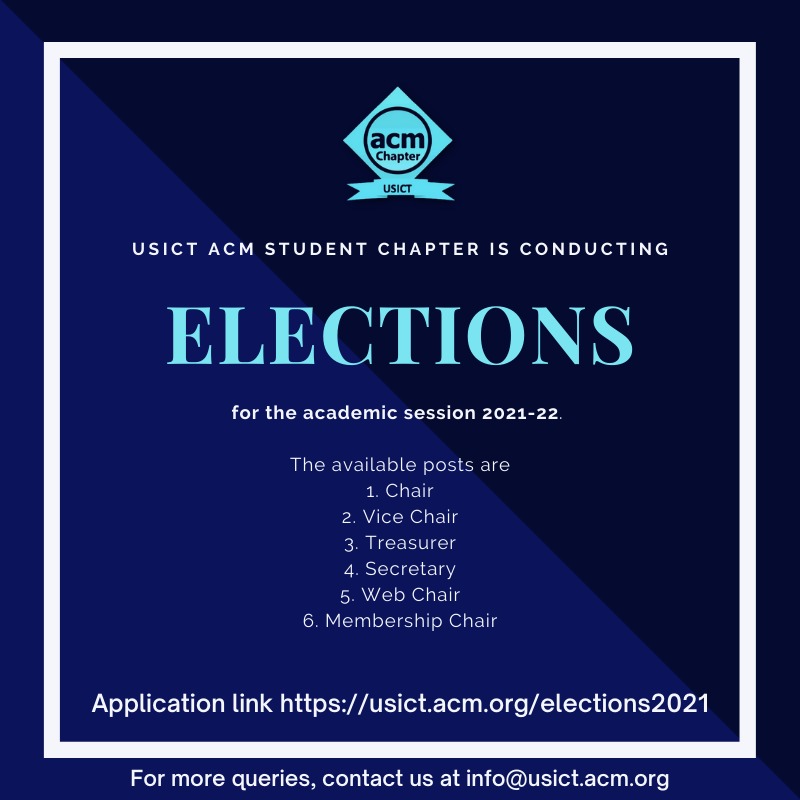 acm
Chapter
USICT
USICT ACM STUDENT CHAPTER IS CONDUCTING
ELECTIONS
for the academic session 2021-22.
The available posts are
1. Chair
2. Vice Chair
3. Treasurer
4. Secretary
5. Web Chair
6. Membership Chair
Application link https://usict.acm.org/elections2021
For more queries, contact us at info@usict.acm.org